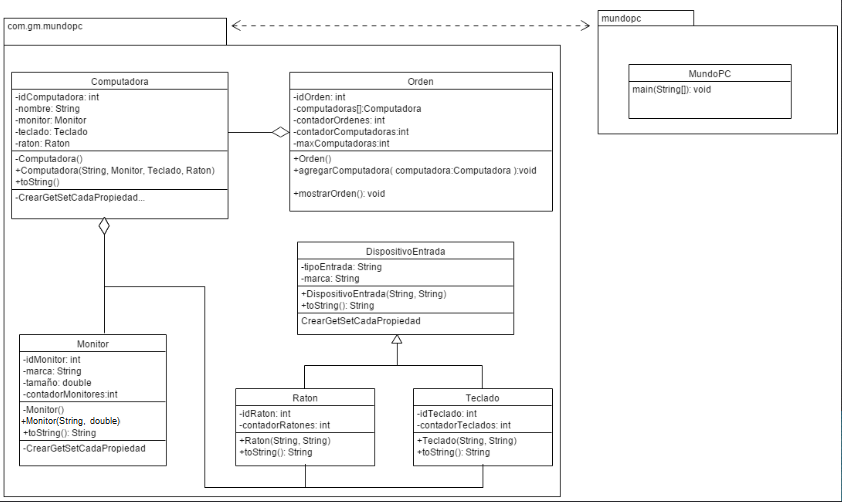 com.gm.mundopc
mundopc
MundoPC
main(String[]): void
Computadora
-idComputadora: int
-nombre: String
-monitor: Monitor
-teclado: Teclado
-raton: Raton
-Computadora()
+Computadora(String, Monitor, Teclado, Raton)
+toString()
-CrearGetSetCadaPropiedad...
Orden
-idOrden: int
-computadoras[]:Computadora
-contadorOrdenes: int
-contadorComputadoras:int
-maxComputadoras:int
+Orden()
+agregarComputadora( computadora:Computadora ):void
+mostrarOrden(): void
DispositivoEntrada
-tipoEntrada: String
-marca: String
+DispositivoEntrada(String, String)
+toString(): String
CrearGetSetCadaPropiedad
Monitor
-idMonitor: int
-marca: String
-tamaño: double
-contadorMonitores:int
-Monitor()
+Monitor(String, double)
+toString(): String
-CrearGetSetCadaPropiedad
Raton
-idRaton: int
-contadorRatones: int
+Raton(String, String)
+toString(): String
Teclado
-idTeclado: int
-contadorTeclados: int
+Teclado(String, String)
+toString(): String